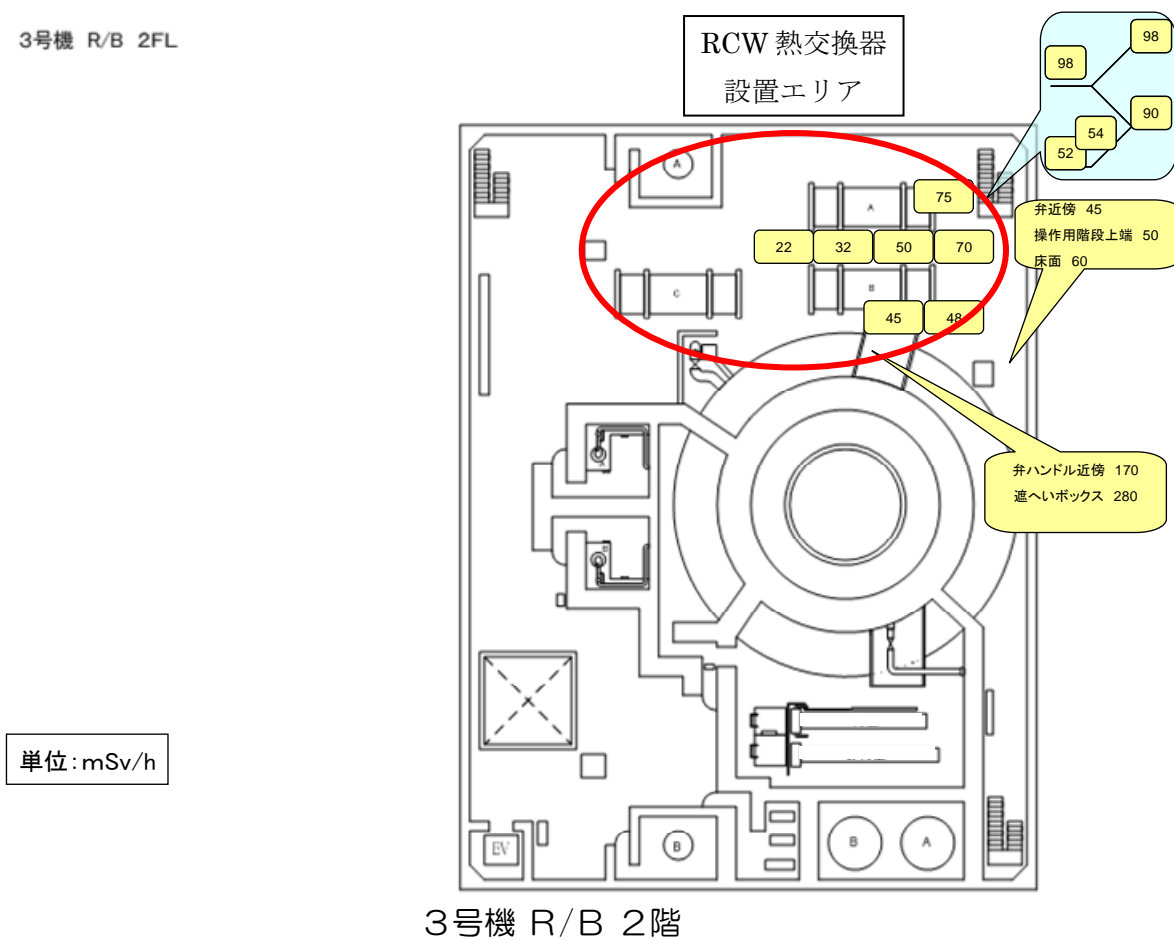 3号機 R/B 2FL
RCW 熱交換器
設置エリア
98
98
90
54
52
A
A
75
弁近傍 45
操作用階段上端 50
床面 60
22
32
50
70
C
B
45
48
弁ハンドル近傍 170
遮へいボックス 280
A
B
単位:mSv/h
EV
B
B
A
3号機 R/B 2階